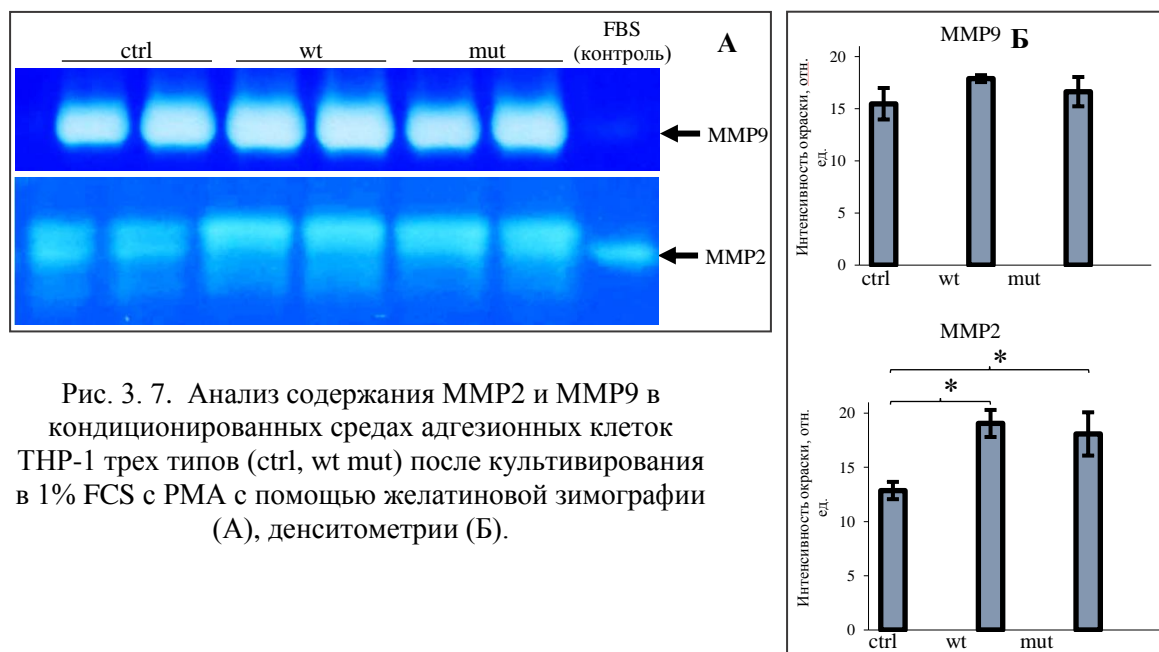 FBS
(контроль)
А
ctrl
wt
mut
MMP9
MMP2
Рис. 3. 7. Анализ содержания MMP2 и MMP9 в
кондиционированных средах адгезионных клеток
THP-1 трех типов (ctrl, wt mut) после культивирования
в 1% FCS с PMA с помощью желатиновой зимографии
(А), денситометрии (Б).
MMP9
Б
Интенсивность окраски, отн.
ед.
20
15
10
5
0
ctrl
wt
mut
MMP2
*
*
Интенсивность окраски, отн.
ед.
20
15
10
5
0
ctrl
wt
mut